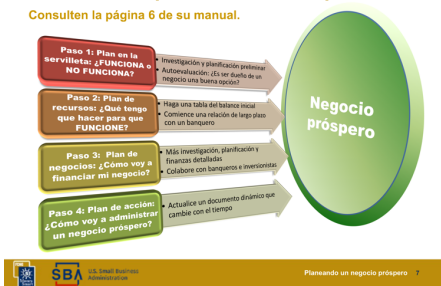 Consulten la página 6 de su manual.
Paso 1: Plan en la
servilleta: ¿FUNCIONA o
NO FUNCIONA?
• Investigación y planificación preliminar
• Autoevaluación: ¿Es ser dueño de un
negocio una buena opción?
Paso 2: Plan de
recursos: ¿Qué tengo
que hacer para que
FUNCIONE?
• Haga una tabla del balance inicial
• Comience una relación de largo plazo
con un banquero
Paso 3: Plan de
negocios: ¿Cómo voy a
financiar mi negocio?
• Más investigación, planificación y
finanzas detalladas
• Colabore con banqueros e inversionistas
Paso 4: Plan de acción:
¿Cómo voy a administrar
un negocio próspero?
• Actualice un documento dinámico que
cambie con el tiempo
Negocio
próspero
SBA
U.S. Small Business
Administration
Planeando un negocio próspero 7